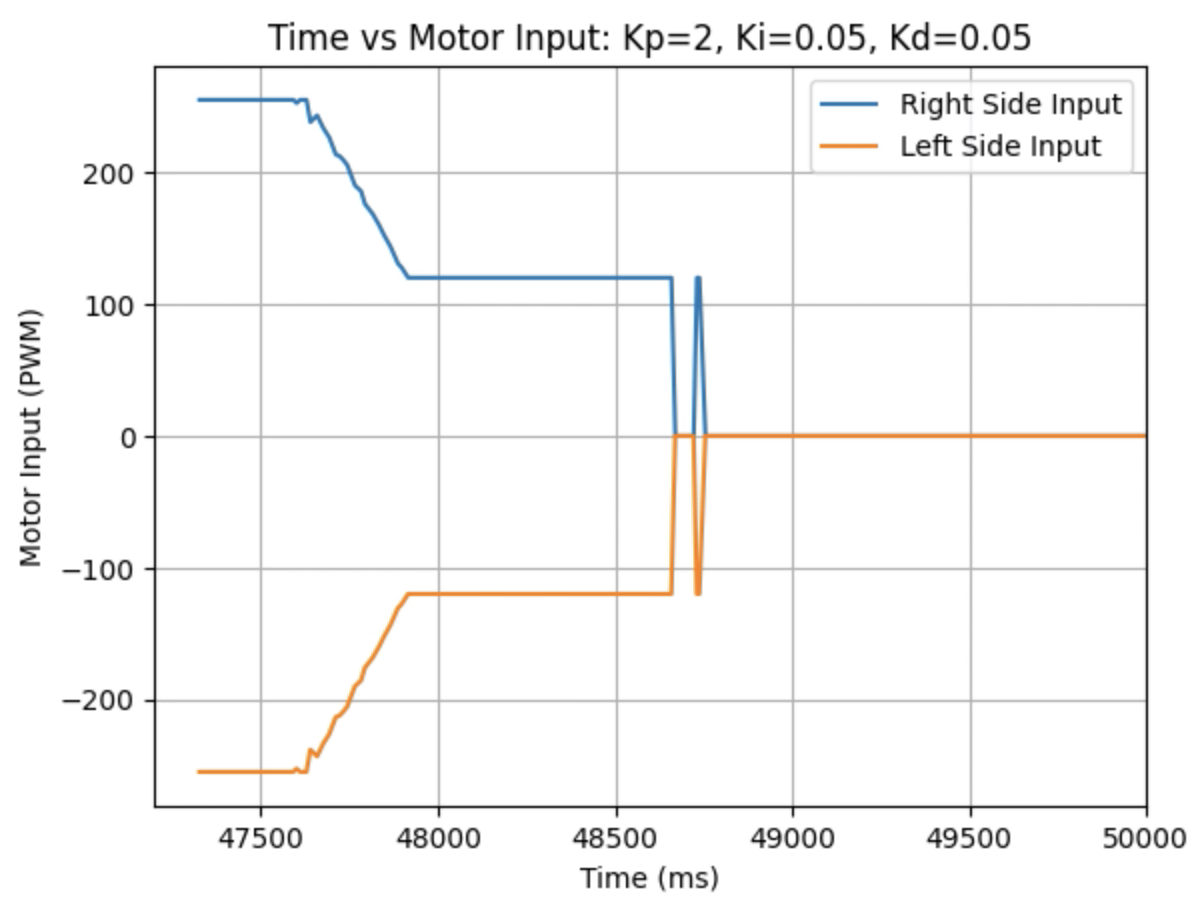 Time vs Motor Input: Kp=2, Ki=0.05, Kd=0.05
Right Side Input
Left Side Input
200
100
0
−100
−200
Motor Input (PWM)
47500 48000 48500 49000 49500 50000
Time (ms)